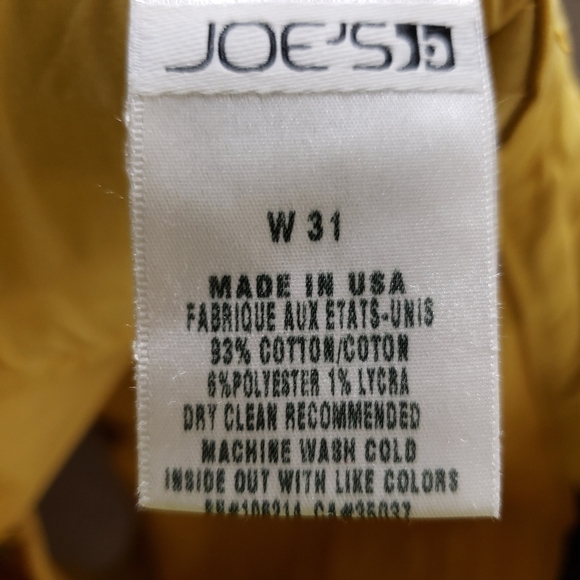 JOE'S
W 31
MADE IN USA
FABRIQUE AUX ETATS-UNIS
93% COTTON/COTON
6%POLYESTER 1% LYCRA
DRY CLEAN RECOMMENDED
MACHINE WASH COLD
INSIDE OUT WITH LIKE COLORS